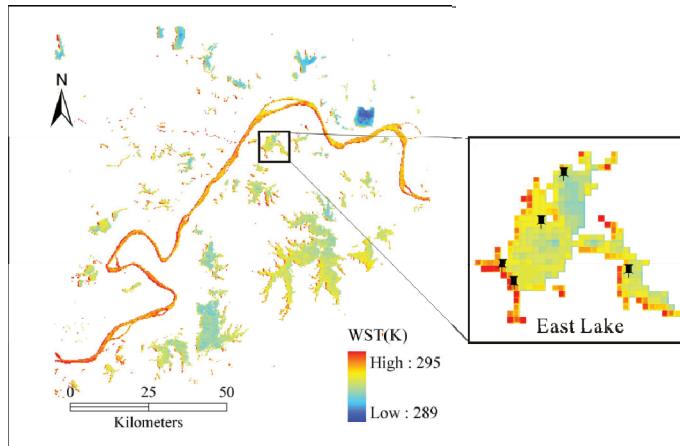 N
East Lake
WST(K)
High : 295
Low : 289
0 25 50
Kilometers